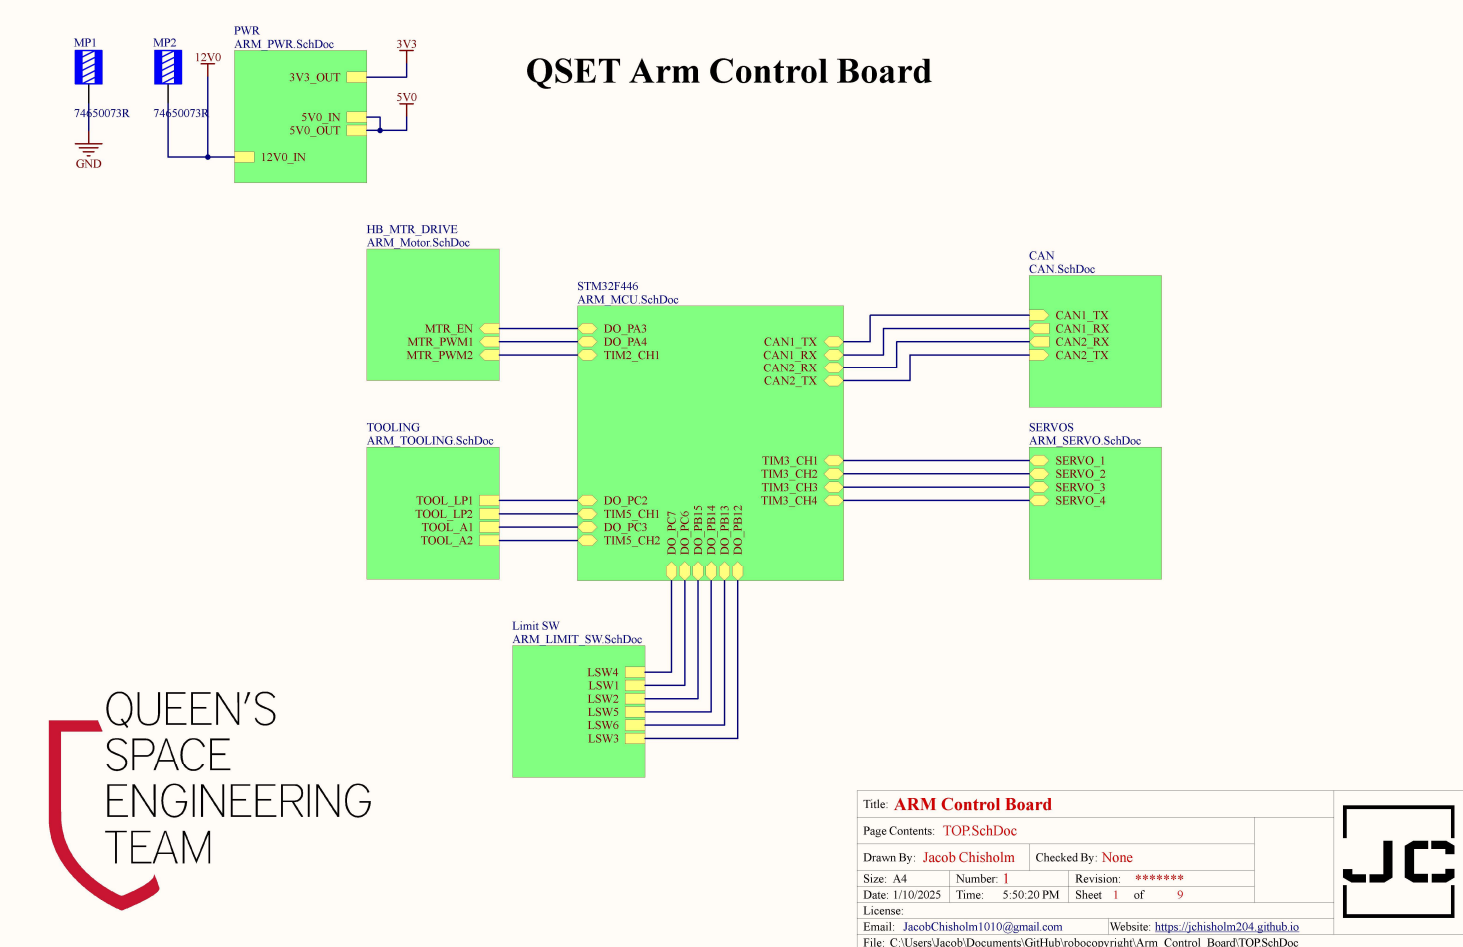 QSET Arm Control Board
MP1
74650073R
GND
MP2
74650073R
12V0
PWR
ARM_PWR.SchDoc
3V3_OUT
5V0_IN
5V0_OUT
12V0_IN
3V3
5V0
HB_MTR_DRIVE
ARM_Motor.SchDoc
MTR_EN
MTR_PWM1
MTR_PWM2
STM32F446
ARM_MCU.SchDoc
DO_PA3
DO_PA4
TIM2_CH1
CAN1_TX
CAN1_RX
CAN2_RX
CAN2_TX
CAN
CAN.SchDoc
CAN1_TX
CAN1_RX
CAN2_RX
CAN2_TX
TOOLING
ARM_TOOLING.SchDoc
TOOL_LP1
TOOL_LP2
TOOL_A1
TOOL_A2
DO_PC2
TIM5_CH1
DO_PC3
TIM5_CH2
TIM3_CH1
TIM3_CH2
TIM3_CH3
TIM3_CH4
DO_PC7
DO_PC6
DO_PB15
DO_PB14
DO_PB13
DO_PB12
SERVOS
ARM_SERVO.SchDoc
SERVO_1
SERVO_2
SERVO_3
SERVO_4
Limit SW
ARM_LIMIT_SW.SchDoc
LSW4
LSW1
LSW2
LSW5
LSW6
LSW3
QUEEN'S
SPACE
ENGINEERING
TEAM
Title: ARM Control Board
Page Contents: TOP.SchDoc
Drawn By: Jacob Chisholm Checked By: None
Size: A4 Number: 1 Revision: *******
Date: 1/10/2025 Time: 5:50:20 PM Sheet 1 of 9
License:
Email: JacobChisholm1010@gmail.com Website: https://jchisholm204.github.io
File: C:\Users\Jacob\Documents\GitHub\robocopyright\Arm_Control_Board\TOP.SchDoc
JC